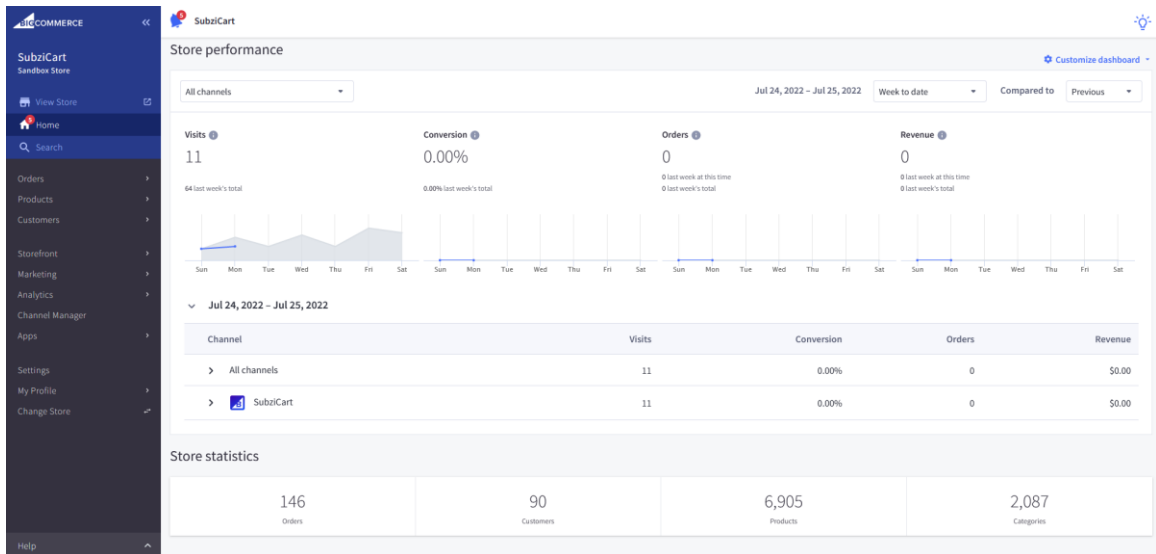 BIGCOMMERCE
SubziCart
Sandbox Store
View Store
5
Home
Search
Orders
Products
Customers
Storefront
Marketing
Analytics
Channel Manager
Apps
Settings
My Profile
Change Store
Help
5
SubziCart
Store performance
Customize dashboard
All channels
Jul 24, 2022 – Jul 25, 2022 Week to date Compared to Previous
Visits Conversion Orders Revenue
11 0.00% 0 0
0 last week at this time 0 last week at this time
64 last week's total 0.00% last week's total 0 last week's total 0 last week's total
Sun Mon Tue Wed Thu Fri Sat Sun Mon Tue Wed Thu Fri Sat Sun Mon Tue Wed Thu Fri Sat Sun Mon Tue Wed Thu Fri Sat
Jul 24, 2022 – Jul 25, 2022
Channel Visits Conversion Orders Revenue
All channels 11 0.00% 0 $0.00
SubziCart 11 0.00% 0 $0.00
Store statistics
146 90 6,905 2,087
Orders Customers Products Categories